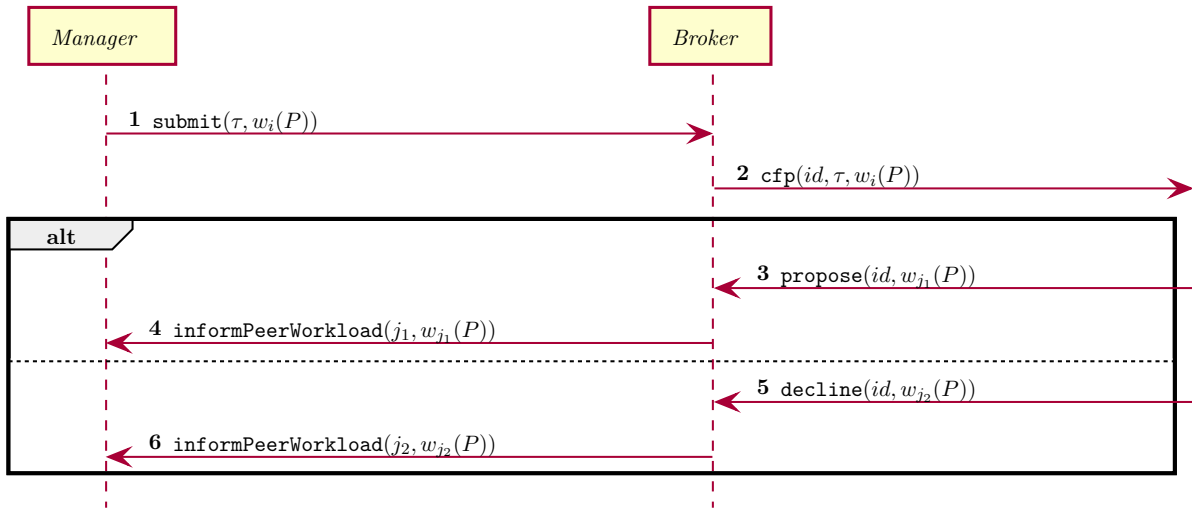 Manager Broker
1 submit(τ, w_i(P))
2 cfp(id, τ, w_i(P))
alt
3 propose(id, w_{j_1}(P))
4 informPeerWorkload(j_1, w_{j_1}(P))
5 decline(id, w_{j_2}(P))
6 informPeerWorkload(j_2, w_{j_2}(P))